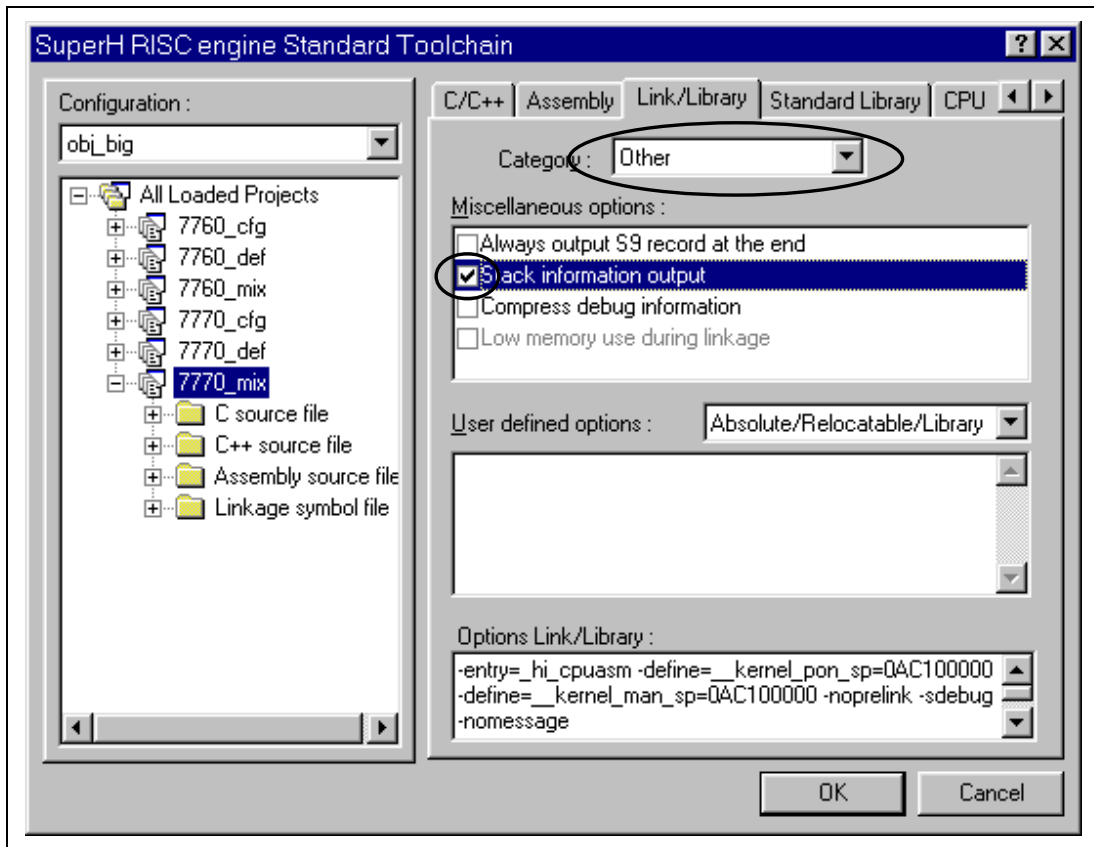 SuperH RISC engine Standard Toolchain
Configuration :
obj_big
All Loaded Projects
7760_cfg
7760_def
7760_mix
7770_cfg
7770_def
7770_mix
C source file
C++ source file
Assembly source file
Linkage symbol file
C/C++ Assembly Link/Library Standard Library CPU
Category : Other
Miscellaneous options :
Always output S9 record at the end
Stack information output
Compress debug information
Low memory use during linkage
User defined options : Absolute/Relocatable/Library
Options Link/Library :
-entry=_hi_cpuasm -define=__kernel_pon_sp=0AC100000
-define=__kernel_man_sp=0AC100000 -noprelink -sdebug
-nomessage
OK Cancel